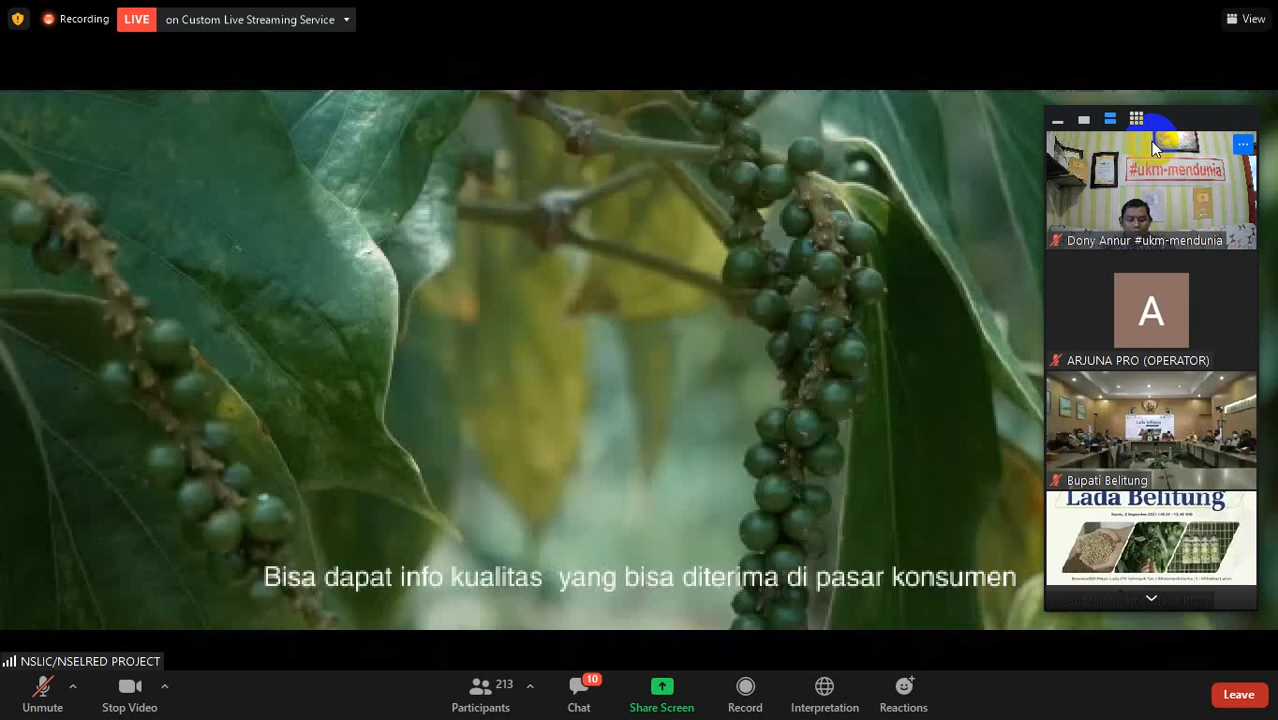 Recording
LIVE on Custom Live Streaming Service
View
#ukm-mendunia
Dony Annur #ukm-mendunia
A
ARJUNA PRO (OPERATOR)
Bupati Belitung
Lada Belitung
Bisa dapat info kualitas yang bisa diterima di pasar konsumen
NSLIC/NSELRED PROJECT
Unmute
Stop Video
213
Participants
10
Chat
Share Screen
Record
Interpretation
Reactions
Leave